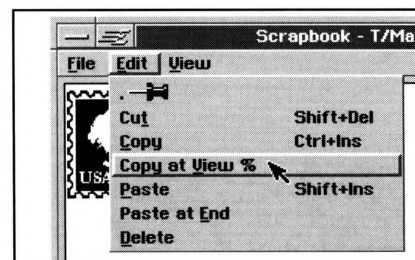 Scrapbook - T/Ma
File Edit View
Cut Shift+Del
Copy Ctrl+Ins
Copy at View %
USA
Paste Shift+Ins
Paste at End
Delete